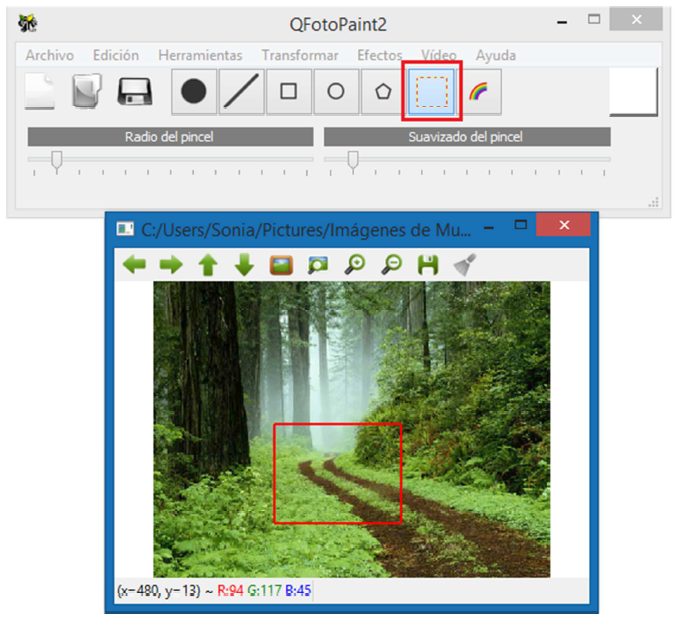 QFotoPaint2
Archivo Edición Herramientas Transformar Efectos Vídeo Ayuda
Radio del pincel Suavizado del pincel
C:/Users/Sonia/Pictures/Imágenes de Mu...
(x-480, y-13) ~ R:94 G:117 B:45